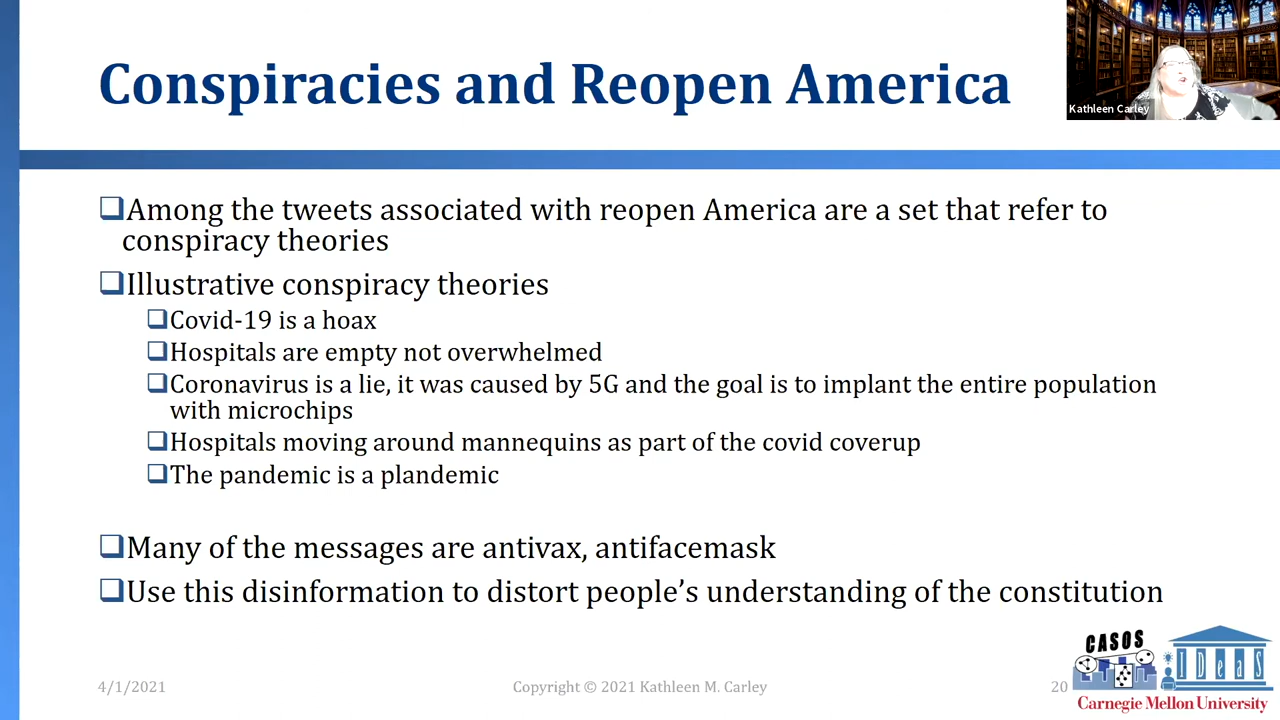 Conspiracies and Reopen America
Kathleen Carley
❑Among the tweets associated with reopen America are a set that refer to
conspiracy theories
❑Illustrative conspiracy theories
❑Covid-19 is a hoax
❑Hospitals are empty not overwhelmed
❑Coronavirus is a lie, it was caused by 5G and the goal is to implant the entire population
with microchips
❑Hospitals moving around mannequins as part of the covid coverup
❑The pandemic is a plandemic
❑Many of the messages are antivax, antifacemask
❑Use this disinformation to distort people’s understanding of the constitution
CASOS
IDeaS
4/1/2021
Copyright © 2021 Kathleen M. Carley
20
Carnegie Mellon University